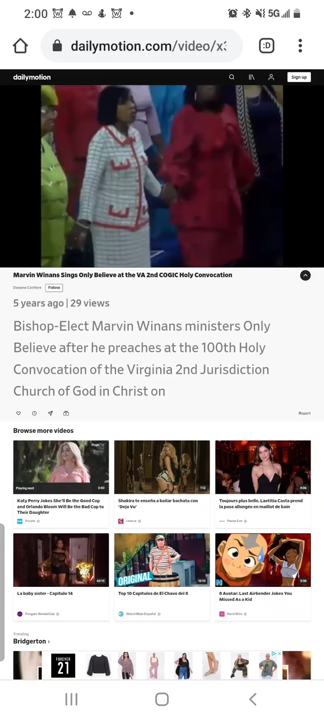 2:00
5G
dailymotion.com/video/x
:D
dailymotion
Sign up
Marvin Winans Sings Only Believe at the VA 2nd COGIC Holy Convocation
Follow
5 years ago | 29 views
Bishop-Elect Marvin Winans ministers Only
Believe after he preaches at the 100th Holy
Convocation of the Virginia 2nd Jurisdiction
Church of God in Christ on
Report
Browse more videos
Playing next
Katy Perry Jokes She'll Be the Good Cop
and Orlando Bloom Will Be the Bad Cop to
Their Daughter
Shakira te enseña a bailar bachata con
'Deja Vu'
Toujours plus belle, Laetitia Casta prend
la pose allongée en maillot de bain
ORIGINAL
La baby sister - Capitulo 14
Top 10 Capítulos de El Chavo del 8
8 Avatar: Last Airbender Jokes You
Missed As a Kid
Trending
Bridgerton ›
FOREVER
21